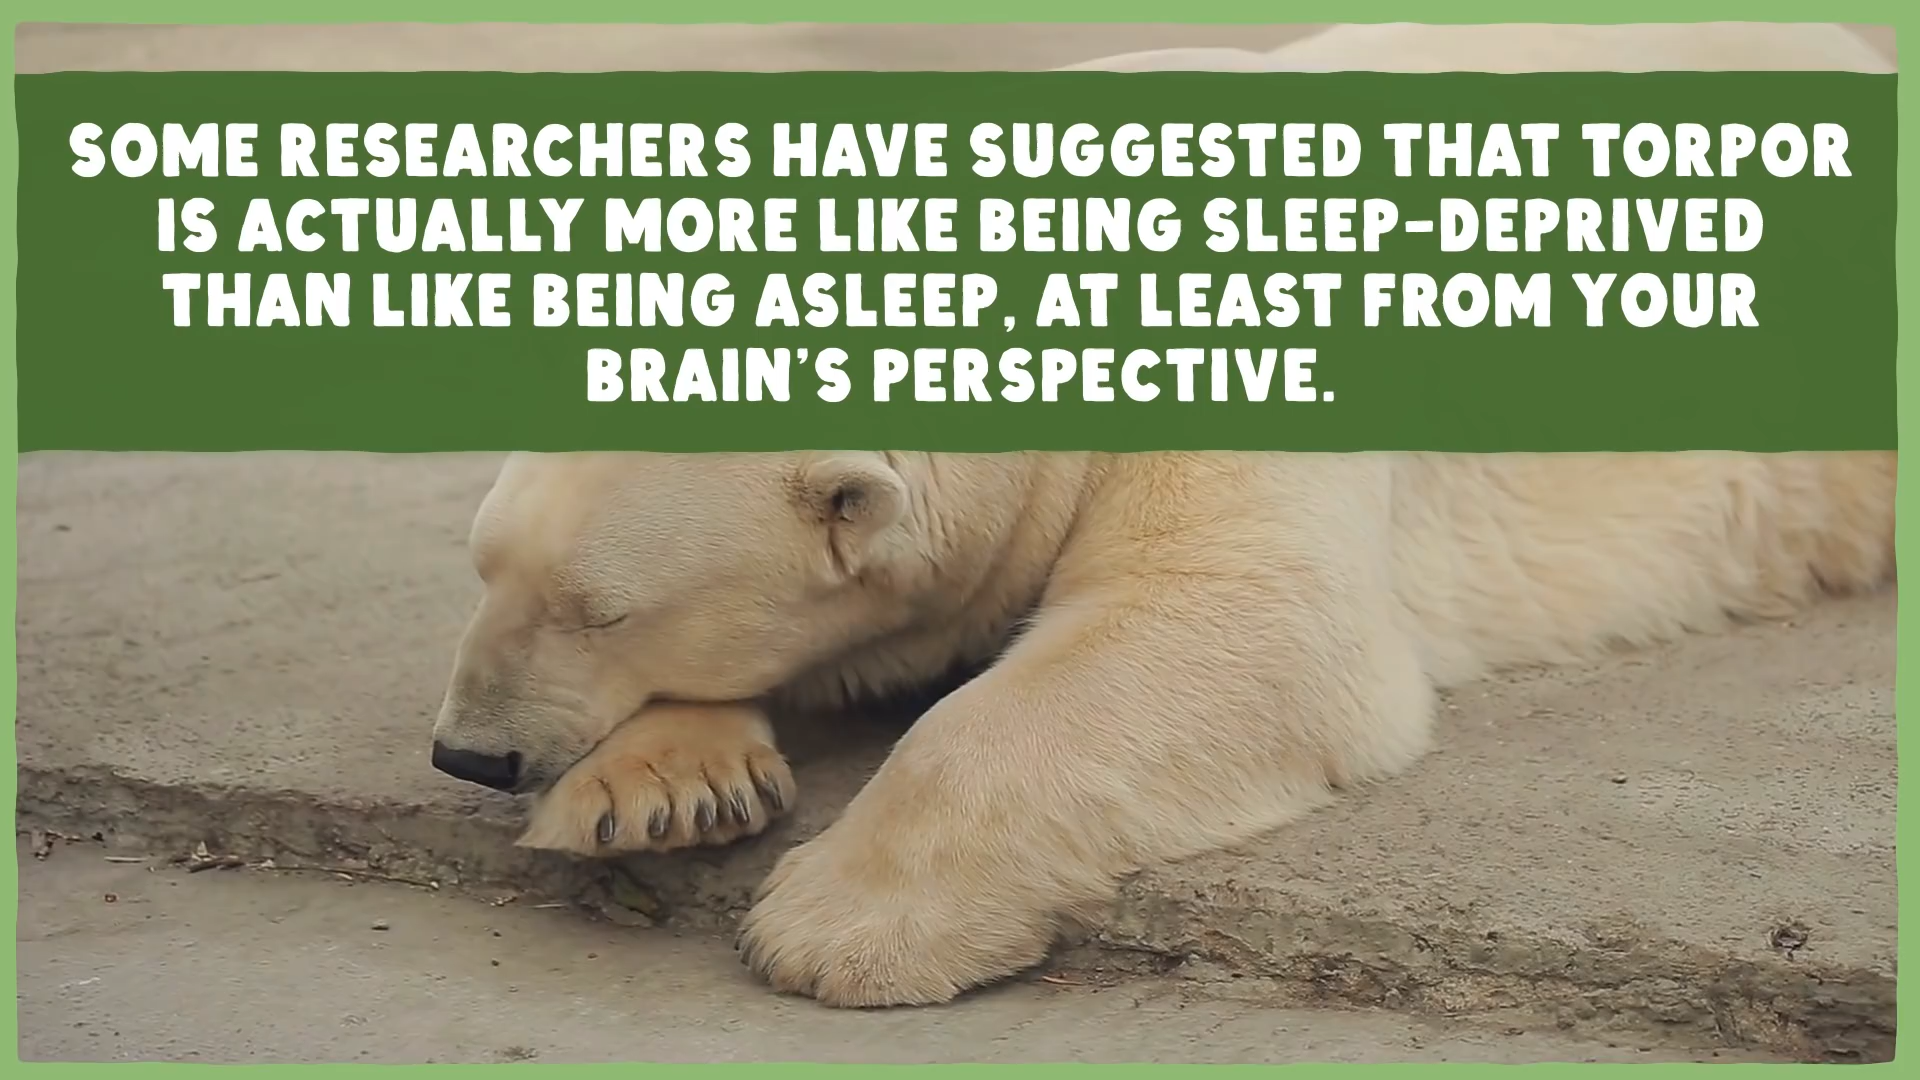 SOME RESEARCHERS HAVE SUGGESTED THAT TORPOR
IS ACTUALLY MORE LIKE BEING SLEEP-DEPRIVED
THAN LIKE BEING ASLEEP, AT LEAST FROM YOUR
BRAIN'S PERSPECTIVE.